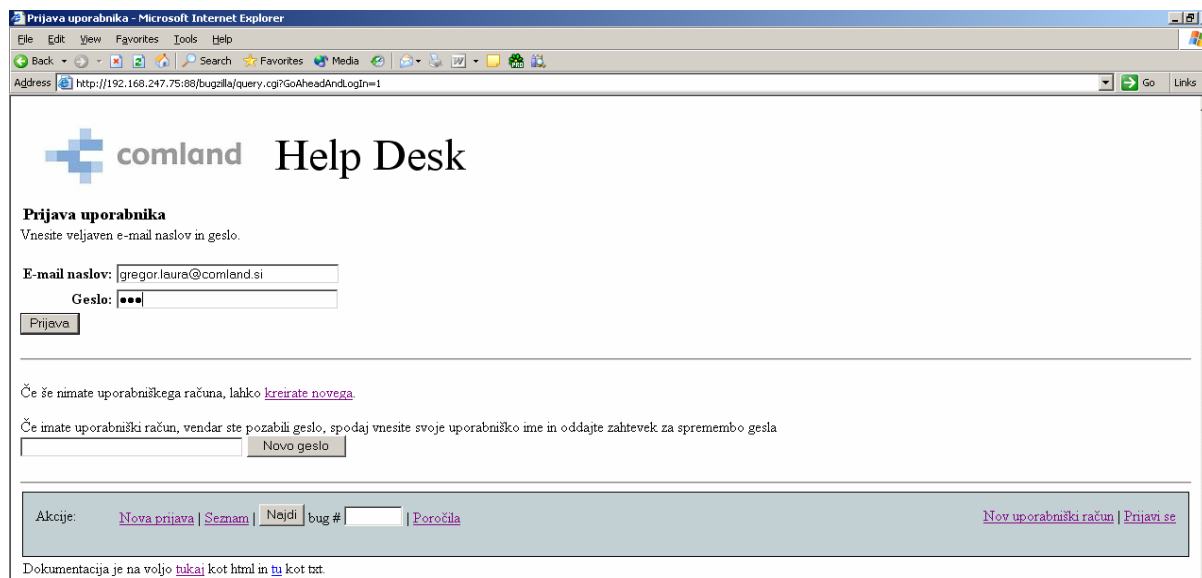 Prijava uporabnika - Microsoft Internet Explorer
File Edit View Favorites Tools Help
Back Search Favorites Media
Address http://192.168.247.75:88/bugzilla/query.cgi?GoAheadAndLogIn=1 Go Links
comland Help Desk
Prijava uporabnika
Vnesite veljaven e-mail naslov in geslo.
E-mail naslov: gregor.laura@comland.si
Geslo: •••
Prijava
Če še nimate uporabniškega računa, lahko kreirate novega.
Če imate uporabniški račun, vendar ste pozabili geslo, spodaj vnesite svoje uporabniško ime in oddajte zahtevek za spremembo gesla
Novo geslo
Akcije: Nova prijava | Seznam | Najdi bug # | Poročila Nov uporabniški račun | Prijavi se
Dokumentacija je na voljo tukaj kot html in tu kot txt.